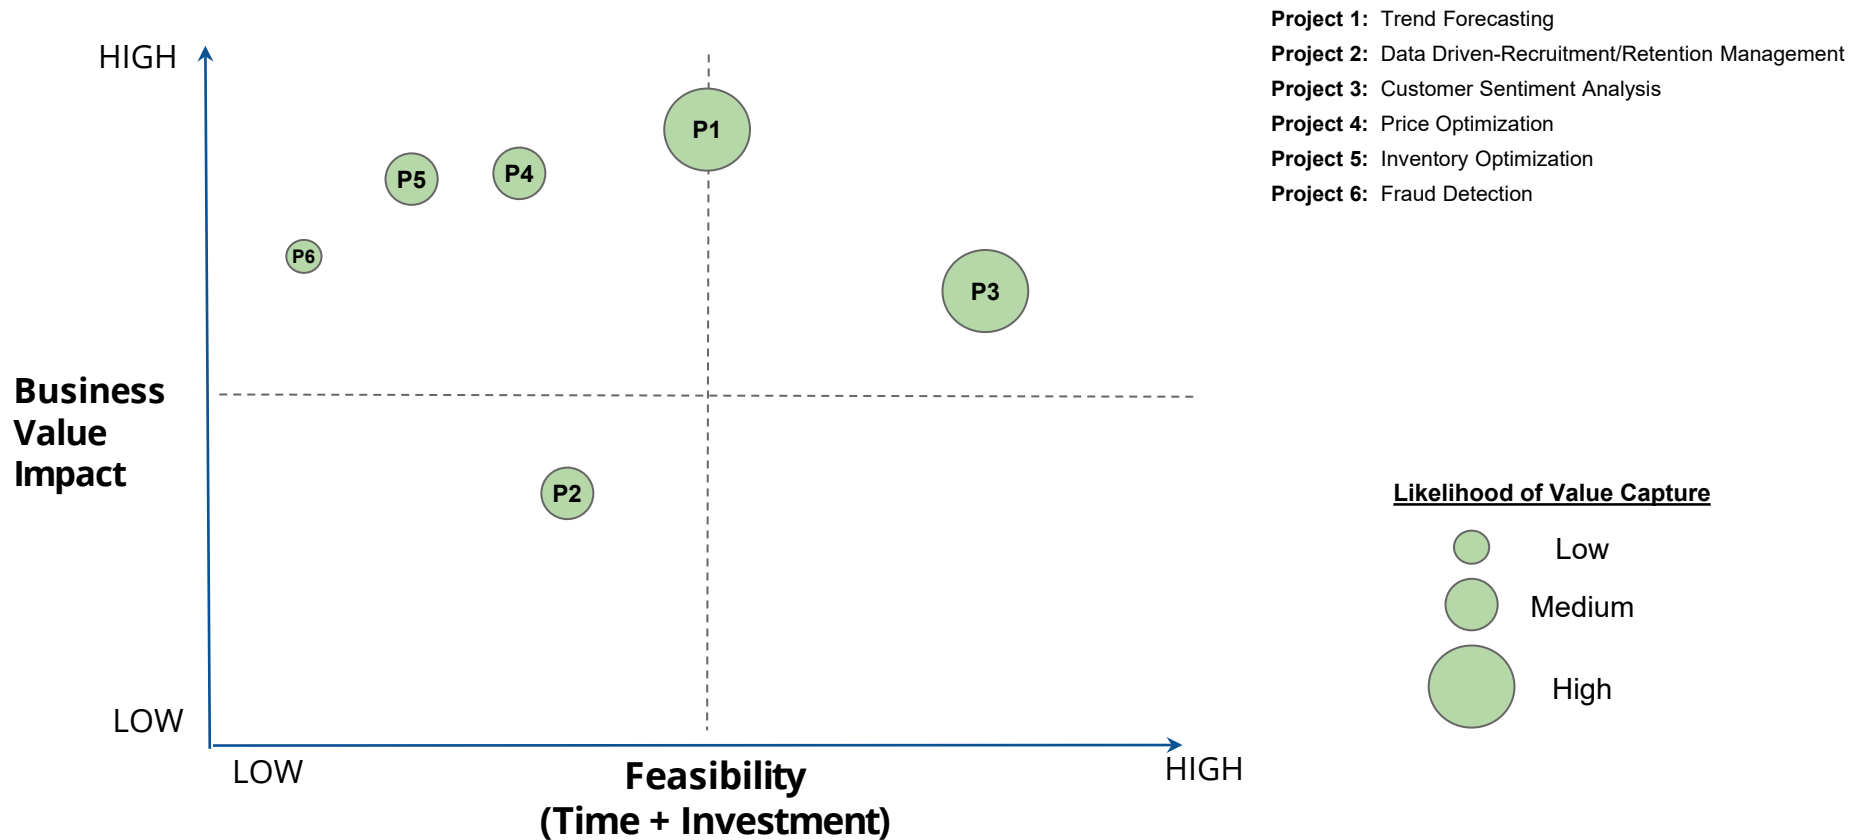 Project 1: Trend Forecasting
Project 2: Data Driven-Recruitment/Retention Management
Project 3: Customer Sentiment Analysis
Project 4: Price Optimization
Project 5: Inventory Optimization
Project 6: Fraud Detection
HIGH
P1
P5
P4
P6
P3
Business
Value
Impact
P2
Likelihood of Value Capture
Low
Medium
High
LOW
LOW
HIGH
Feasibility
(Time + Investment)